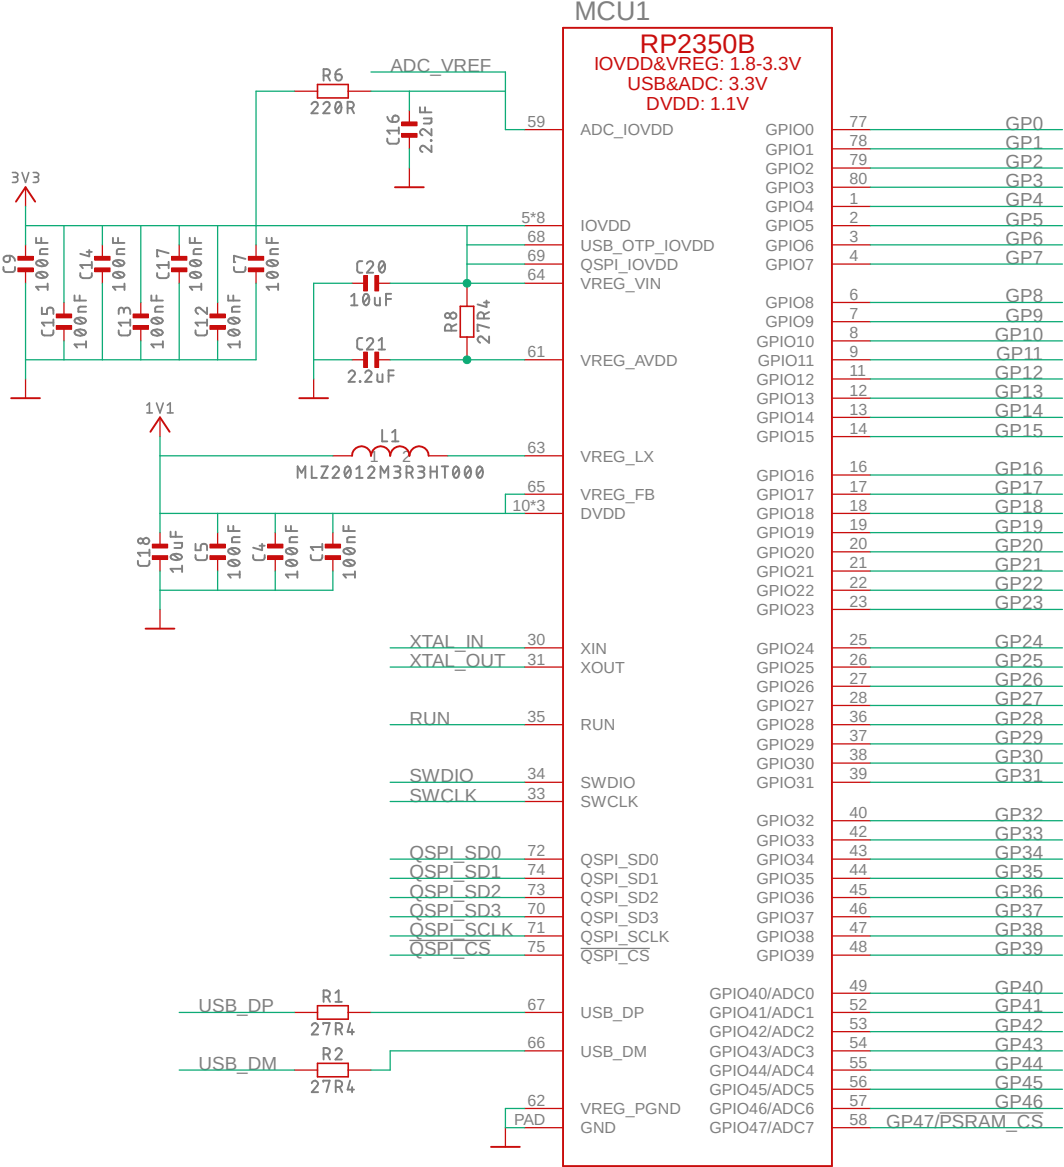 MCU1
RP2350B
IOVDD&VREG: 1.8-3.3V
USB&ADC: 3.3V
DVDD: 1.1V
ADC_VREF
R6
220R
C16
2.2uF
59 ADC_IOVDD
3V3
5*8 IOVDD
68 USB_OTP_IOVDD
69 QSPI_IOVDD
64 VREG_VIN
C9
100nF
C14
100nF
C17
100nF
C7
100nF
C15
100nF
C13
100nF
C12
100nF
C20
10uF
R8
27R4
C21
2.2uF
61 VREG_AVDD
1V1
L1
1 2
MLZ2012M3R3HT000
63 VREG_LX
65 VREG_FB
10*3 DVDD
C18
10uF
C5
100nF
C4
100nF
C1
100nF
XTAL_IN 30 XIN
XTAL_OUT 31 XOUT
RUN 35 RUN
SWDIO 34 SWDIO
SWCLK 33 SWCLK
QSPI_SD0 72 QSPI_SD0
QSPI_SD1 74 QSPI_SD1
QSPI_SD2 73 QSPI_SD2
QSPI_SD3 70 QSPI_SD3
QSPI_SCLK 71 QSPI_SCLK
QSPI_CS 75 QSPI_CS
R1
USB_DP 67 USB_DP
27R4
R2
USB_DM 66 USB_DM
27R4
62 VREG_PGND
PAD GND
GPIO0 77 GP0
GPIO1 78 GP1
GPIO2 79 GP2
GPIO3 80 GP3
GPIO4 1 GP4
GPIO5 2 GP5
GPIO6 3 GP6
GPIO7 4 GP7
GPIO8 6 GP8
GPIO9 7 GP9
GPIO10 8 GP10
GPIO11 9 GP11
GPIO12 11 GP12
GPIO13 12 GP13
GPIO14 13 GP14
GPIO15 14 GP15
GPIO16 16 GP16
GPIO17 17 GP17
GPIO18 18 GP18
GPIO19 19 GP19
GPIO20 20 GP20
GPIO21 21 GP21
GPIO22 22 GP22
GPIO23 23 GP23
GPIO24 25 GP24
GPIO25 26 GP25
GPIO26 27 GP26
GPIO27 28 GP27
GPIO28 36 GP28
GPIO29 37 GP29
GPIO30 38 GP30
GPIO31 39 GP31
GPIO32 40 GP32
GPIO33 42 GP33
GPIO34 43 GP34
GPIO35 44 GP35
GPIO36 45 GP36
GPIO37 46 GP37
GPIO38 47 GP38
GPIO39 48 GP39
GPIO40/ADC0 49 GP40
GPIO41/ADC1 52 GP41
GPIO42/ADC2 53 GP42
GPIO43/ADC3 54 GP43
GPIO44/ADC4 55 GP44
GPIO45/ADC5 56 GP45
GPIO46/ADC6 57 GP46
GPIO47/ADC7 58 GP47/PSRAM_CS